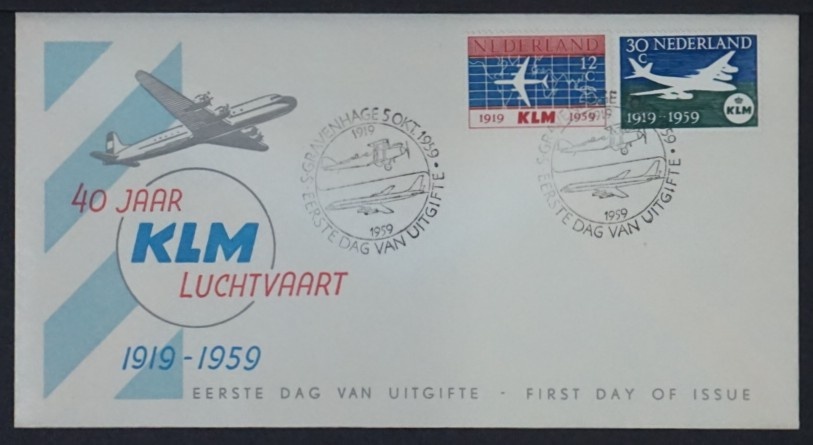 NEDERLAND
12
C
1919 KLM 1959
30 NEDERLAND
C
1919-1959
KLM
'S-GRAVENHAGE 5 OKT. 1959
1919
1959
EERSTE DAG VAN UITGIFTE
1919
59
1959
EERSTE DAG VAN UITGIFTE
40 JAAR
KLM
LUCHTVAART
1919-1959
EERSTE DAG VAN UITGIFTE - FIRST DAY OF ISSUE